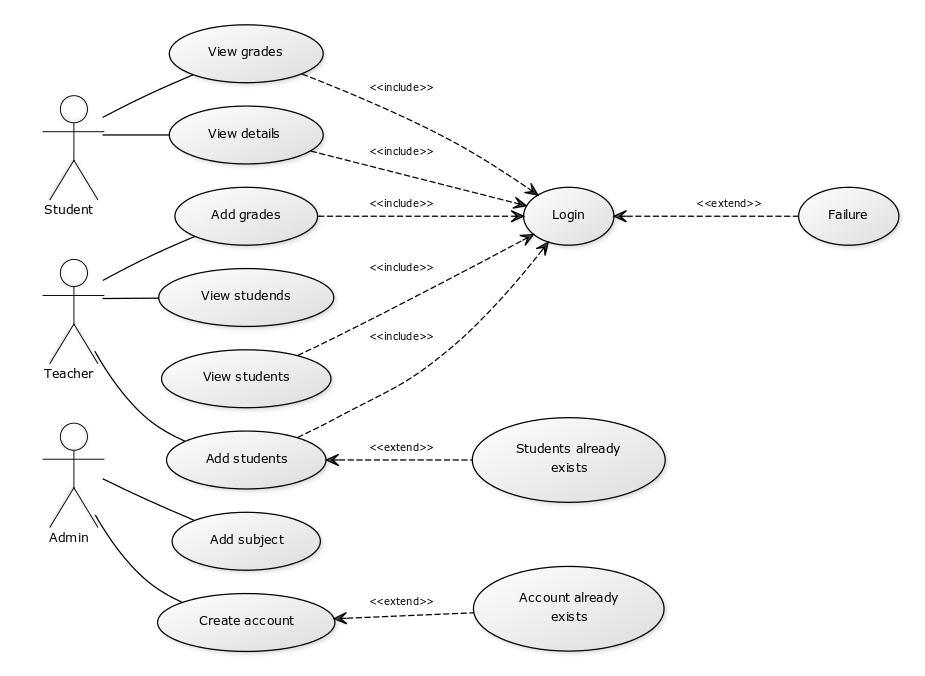 View grades
<<include>>
View details
<<include>>
Student
Add grades
<<include>>
Login
<<extend>>
Failure
<<include>>
View studends
<<include>>
Teacher
View students
Add students
<<extend>>
Students already
exists
Admin
Add subject
<<extend>>
Account already
exists
Create account